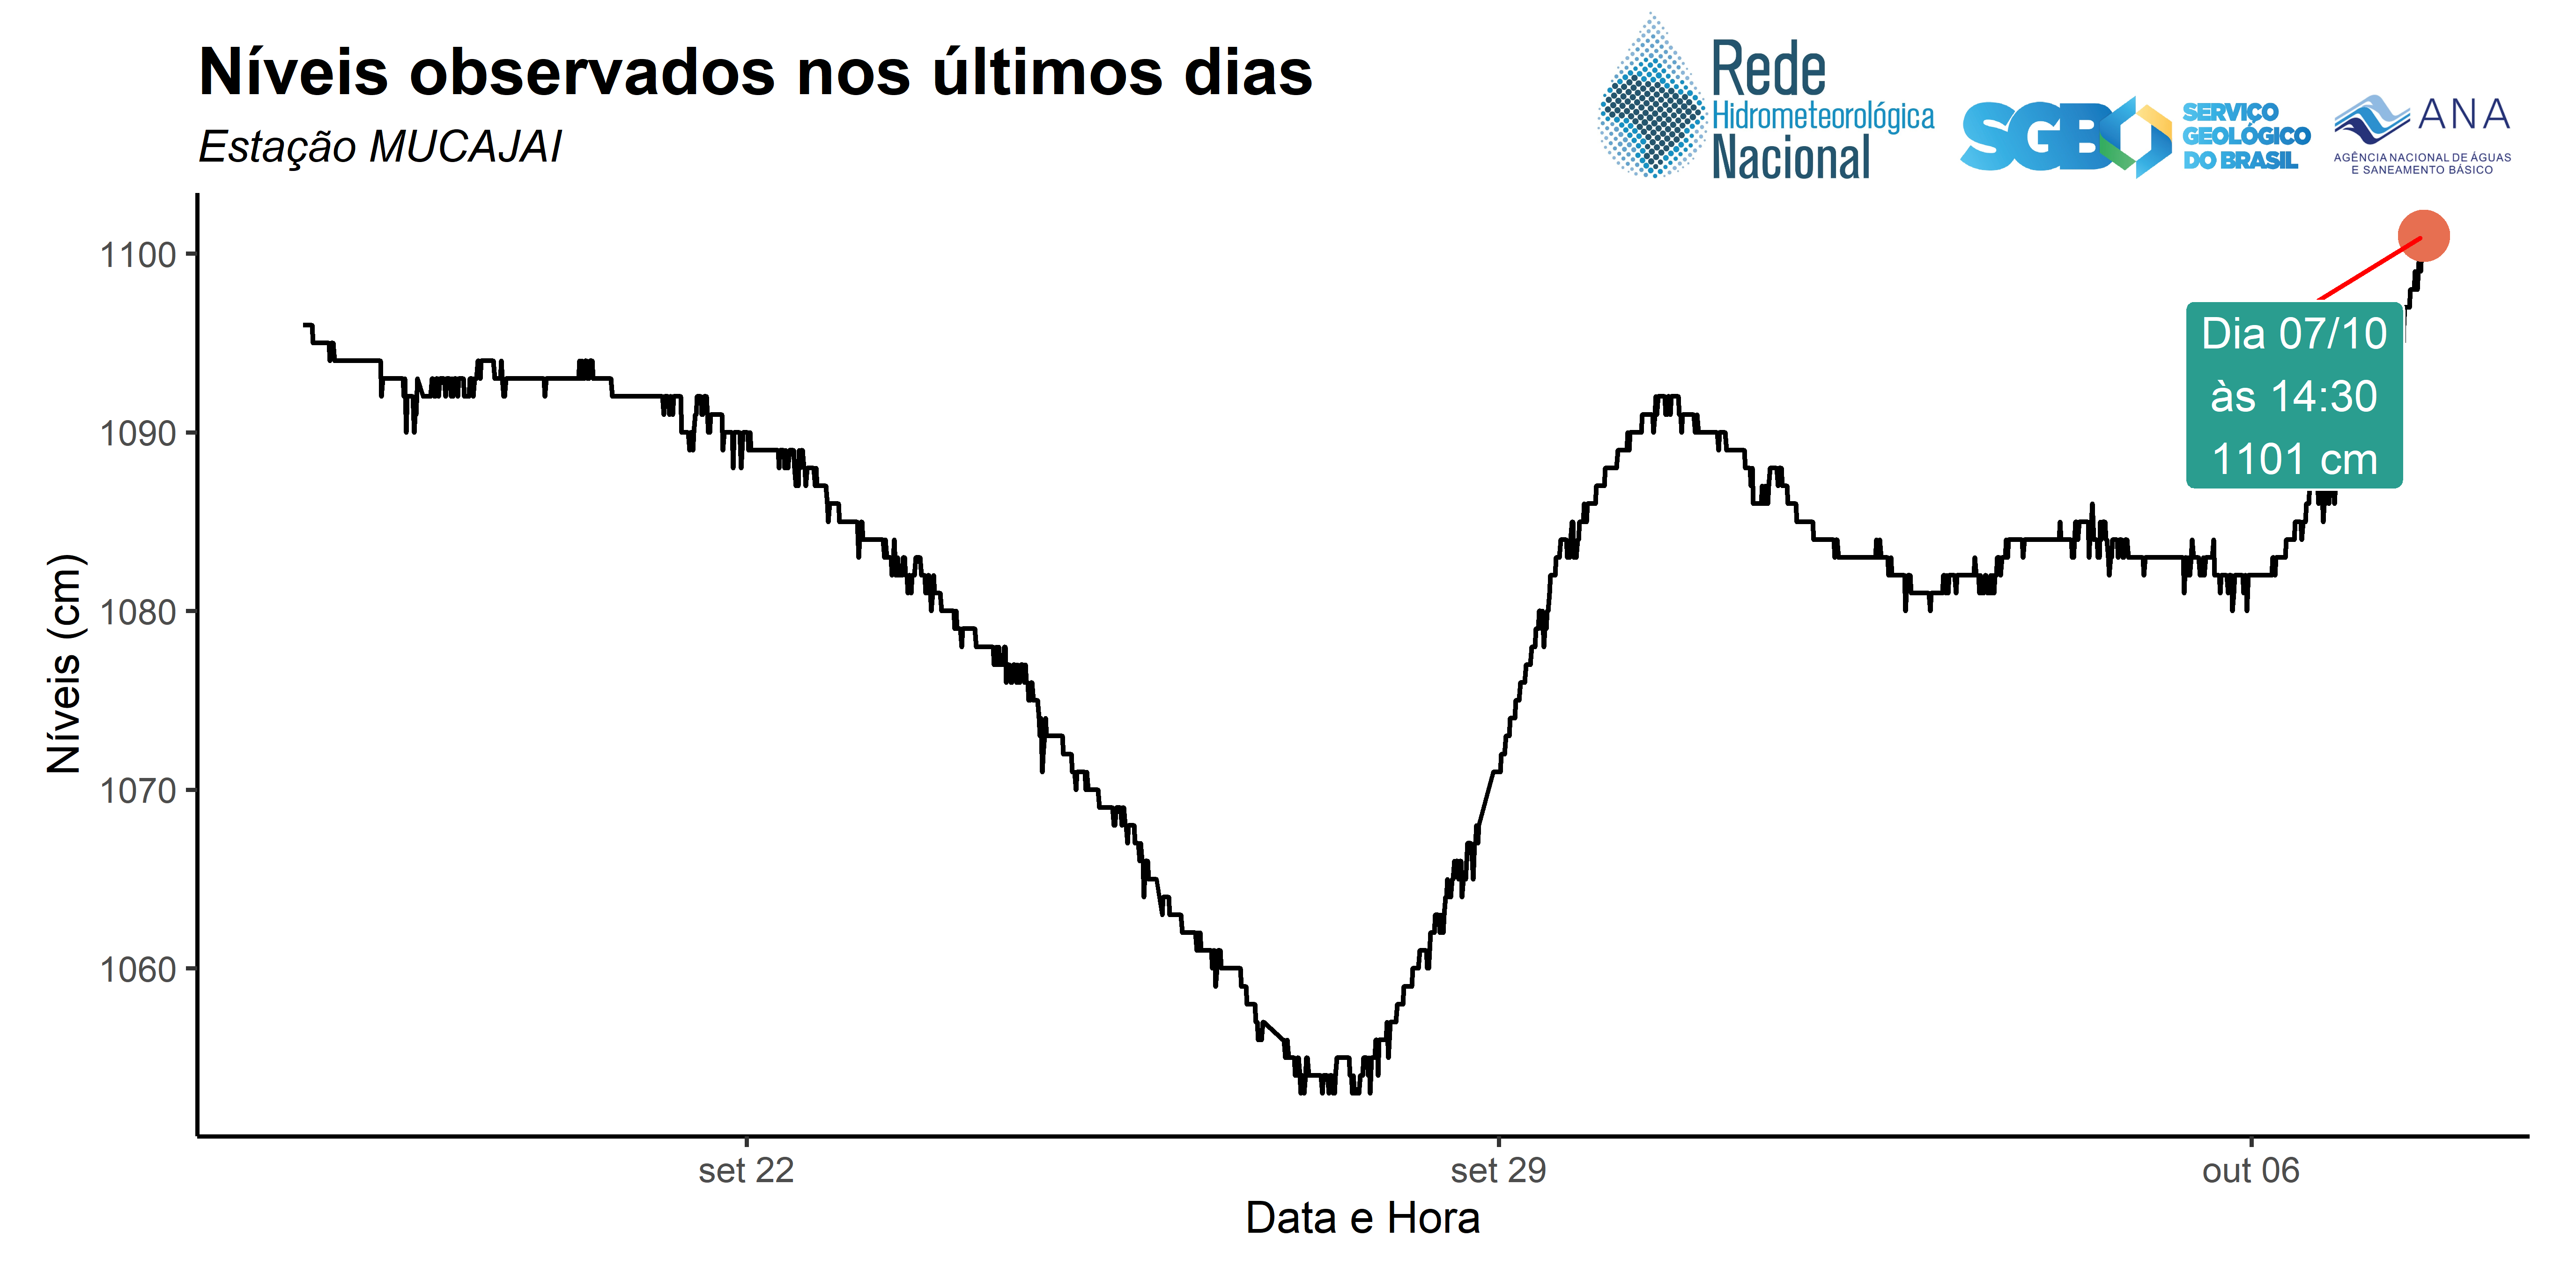 Níveis observados nos últimos dias
Estação MUCAJAI
Rede
Hidrometeorológica
Nacional
SGB
SERVIÇO
GEOLÓGICO
DO BRASIL
ANA
AGÊNCIA NACIONAL DE ÁGUAS
E SANEAMENTO BÁSICO
Níveis (cm)
1100
1090
1080
1070
1060
Dia 07/10
às 14:30
1101 cm
set 22
set 29
out 06
Data e Hora